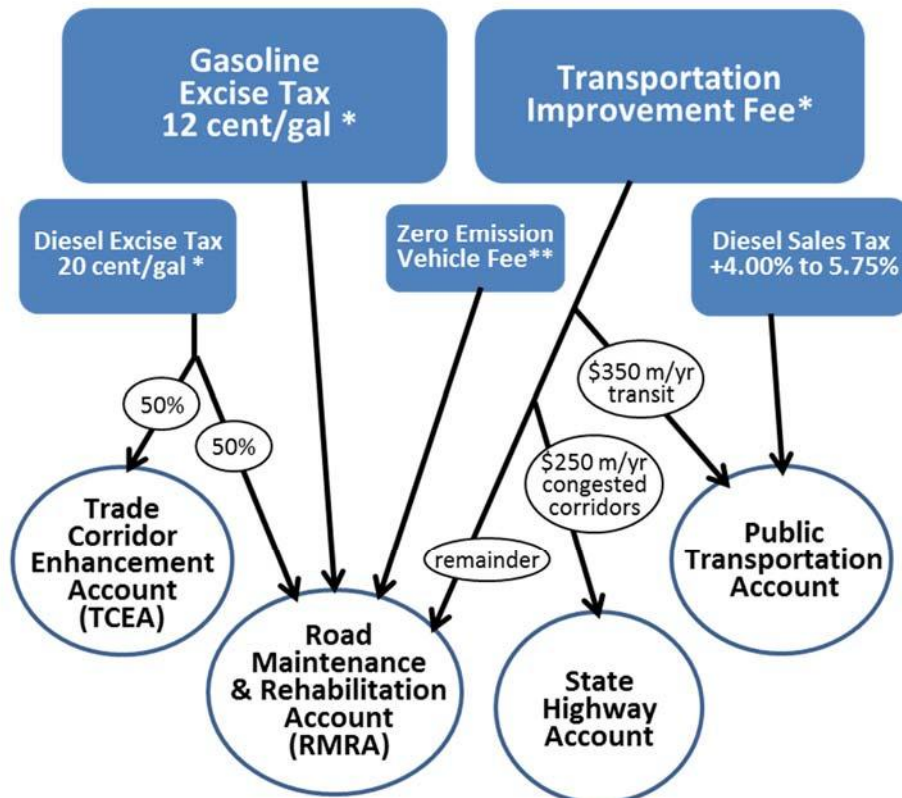 Gasoline
Excise Tax
12 cent/gal *
Transportation
Improvement Fee*
Diesel Excise Tax
20 cent/gal *
Zero Emission
Vehicle Fee**
Diesel Sales Tax
+4.00% to 5.75%
50%
50%
$350 m/yr
transit
$250 m/yr
congested
corridors
remainder
Trade
Corridor
Enhancement
Account
(TCEA)
Road
Maintenance
& Rehabilitation
Account
(RMRA)
State
Highway
Account
Public
Transportation
Account